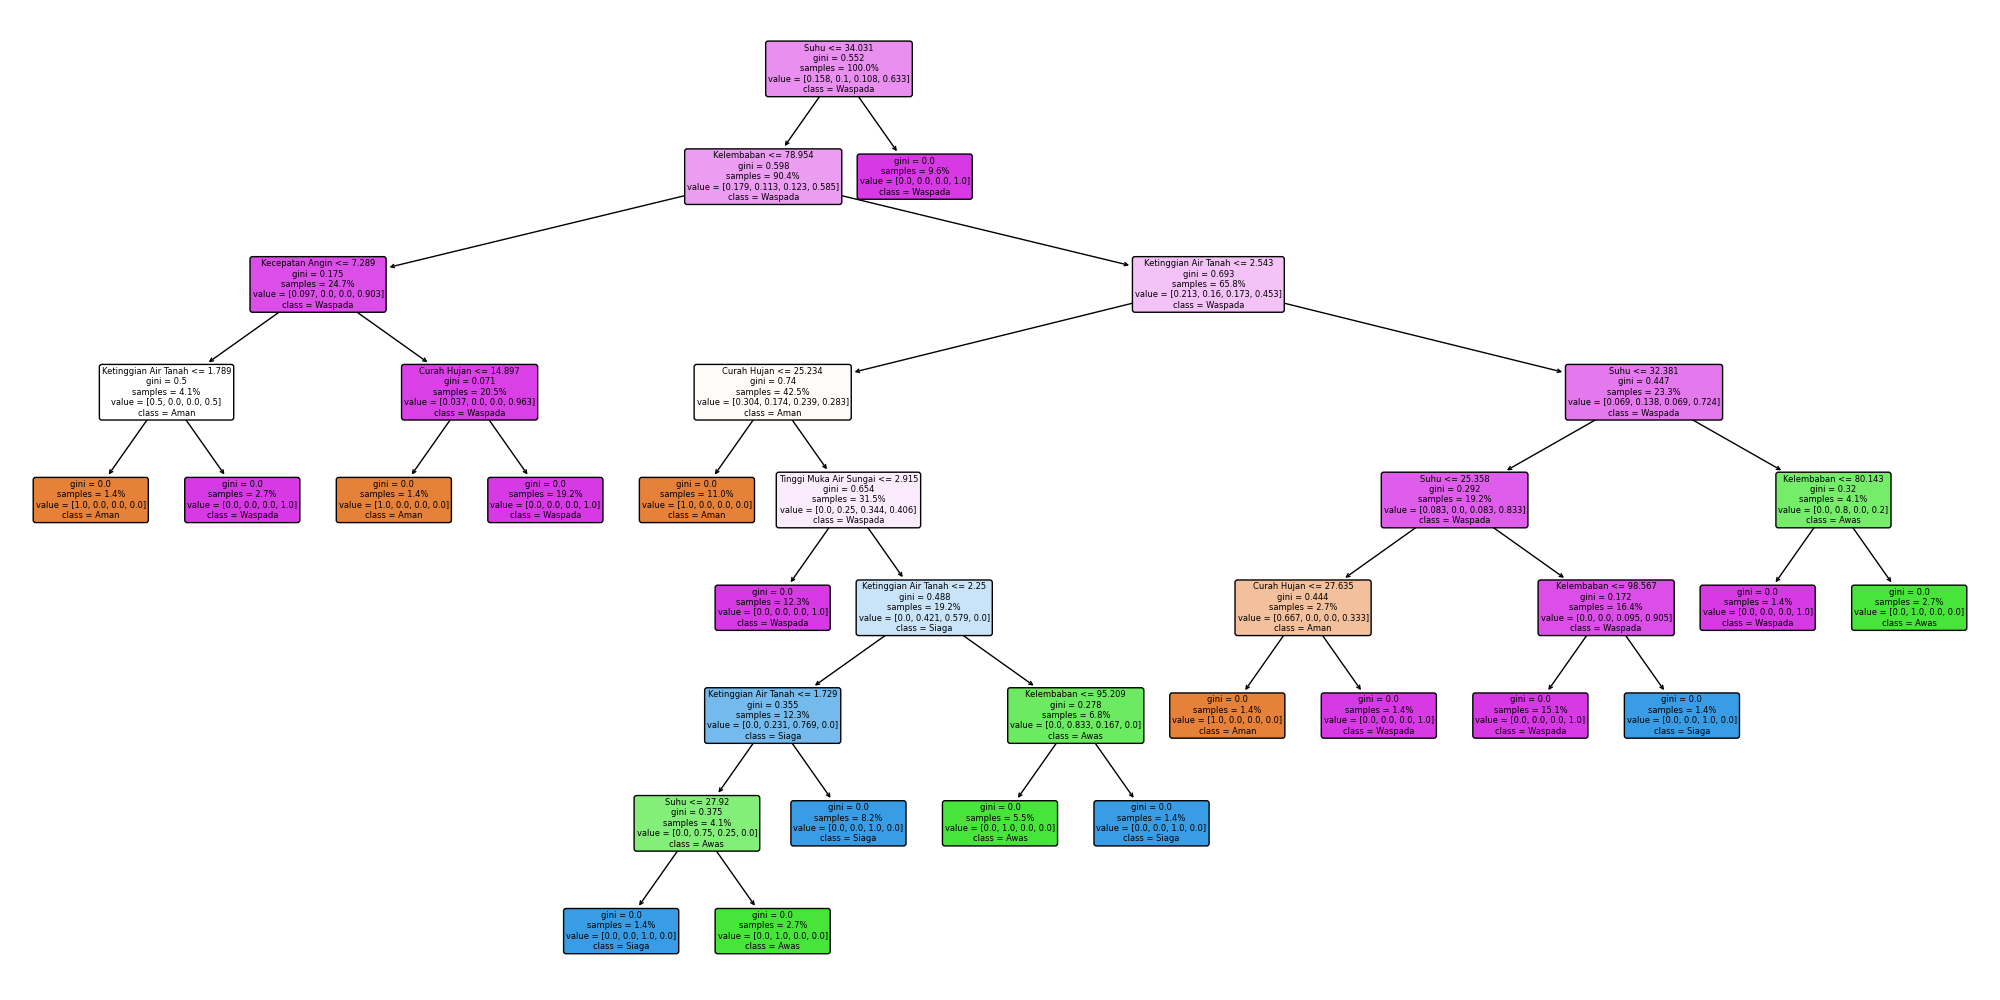 Suhu <= 34.031
gini = 0.552
samples = 100.0%
value = [0.158, 0.1, 0.108, 0.633]
class = Waspada
Kelembaban <= 78.954
gini = 0.598
samples = 90.4%
value = [0.179, 0.113, 0.123, 0.585]
class = Waspada
gini = 0.0
samples = 9.6%
value = [0.0, 0.0, 0.0, 1.0]
class = Waspada
Kecepatan Angin <= 7.289
gini = 0.175
samples = 24.7%
value = [0.097, 0.0, 0.0, 0.903]
class = Waspada
Ketinggian Air Tanah <= 2.543
gini = 0.693
samples = 65.8%
value = [0.213, 0.16, 0.173, 0.453]
class = Waspada
Ketinggian Air Tanah <= 1.789
gini = 0.5
samples = 4.1%
value = [0.5, 0.0, 0.0, 0.5]
class = Aman
Curah Hujan <= 14.897
gini = 0.071
samples = 20.5%
value = [0.037, 0.0, 0.0, 0.963]
class = Waspada
Curah Hujan <= 25.234
gini = 0.74
samples = 42.5%
value = [0.304, 0.174, 0.239, 0.283]
class = Aman
Suhu <= 32.381
gini = 0.447
samples = 23.3%
value = [0.069, 0.138, 0.069, 0.724]
class = Waspada
gini = 0.0
samples = 1.4%
value = [1.0, 0.0, 0.0, 0.0]
class = Aman
gini = 0.0
samples = 2.7%
value = [0.0, 0.0, 0.0, 1.0]
class = Waspada
gini = 0.0
samples = 1.4%
value = [1.0, 0.0, 0.0, 0.0]
class = Aman
gini = 0.0
samples = 19.2%
value = [0.0, 0.0, 0.0, 1.0]
class = Waspada
gini = 0.0
samples = 11.0%
value = [1.0, 0.0, 0.0, 0.0]
class = Aman
Tinggi Muka Air Sungai <= 2.915
gini = 0.654
samples = 31.5%
value = [0.0, 0.25, 0.344, 0.406]
class = Waspada
Suhu <= 25.358
gini = 0.292
samples = 19.2%
value = [0.083, 0.0, 0.083, 0.833]
class = Waspada
Kelembaban <= 80.143
gini = 0.32
samples = 4.1%
value = [0.0, 0.8, 0.0, 0.2]
class = Awas
gini = 0.0
samples = 12.3%
value = [0.0, 0.0, 0.0, 1.0]
class = Waspada
Ketinggian Air Tanah <= 2.25
gini = 0.488
samples = 19.2%
value = [0.0, 0.421, 0.579, 0.0]
class = Siaga
Curah Hujan <= 27.635
gini = 0.444
samples = 2.7%
value = [0.667, 0.0, 0.0, 0.333]
class = Aman
Kelembaban <= 98.567
gini = 0.172
samples = 16.4%
value = [0.0, 0.0, 0.095, 0.905]
class = Waspada
gini = 0.0
samples = 1.4%
value = [0.0, 0.0, 0.0, 1.0]
class = Waspada
gini = 0.0
samples = 2.7%
value = [0.0, 1.0, 0.0, 0.0]
class = Awas
Ketinggian Air Tanah <= 1.729
gini = 0.355
samples = 12.3%
value = [0.0, 0.231, 0.769, 0.0]
class = Siaga
Kelembaban <= 95.209
gini = 0.278
samples = 6.8%
value = [0.0, 0.833, 0.167, 0.0]
class = Awas
gini = 0.0
samples = 1.4%
value = [1.0, 0.0, 0.0, 0.0]
class = Aman
gini = 0.0
samples = 1.4%
value = [0.0, 0.0, 0.0, 1.0]
class = Waspada
gini = 0.0
samples = 15.1%
value = [0.0, 0.0, 0.0, 1.0]
class = Waspada
gini = 0.0
samples = 1.4%
value = [0.0, 0.0, 1.0, 0.0]
class = Siaga
Suhu <= 27.92
gini = 0.375
samples = 4.1%
value = [0.0, 0.75, 0.25, 0.0]
class = Awas
gini = 0.0
samples = 8.2%
value = [0.0, 0.0, 1.0, 0.0]
class = Siaga
gini = 0.0
samples = 5.5%
value = [0.0, 1.0, 0.0, 0.0]
class = Awas
gini = 0.0
samples = 1.4%
value = [0.0, 0.0, 1.0, 0.0]
class = Siaga
gini = 0.0
samples = 1.4%
value = [0.0, 0.0, 1.0, 0.0]
class = Siaga
gini = 0.0
samples = 2.7%
value = [0.0, 1.0, 0.0, 0.0]
class = Awas